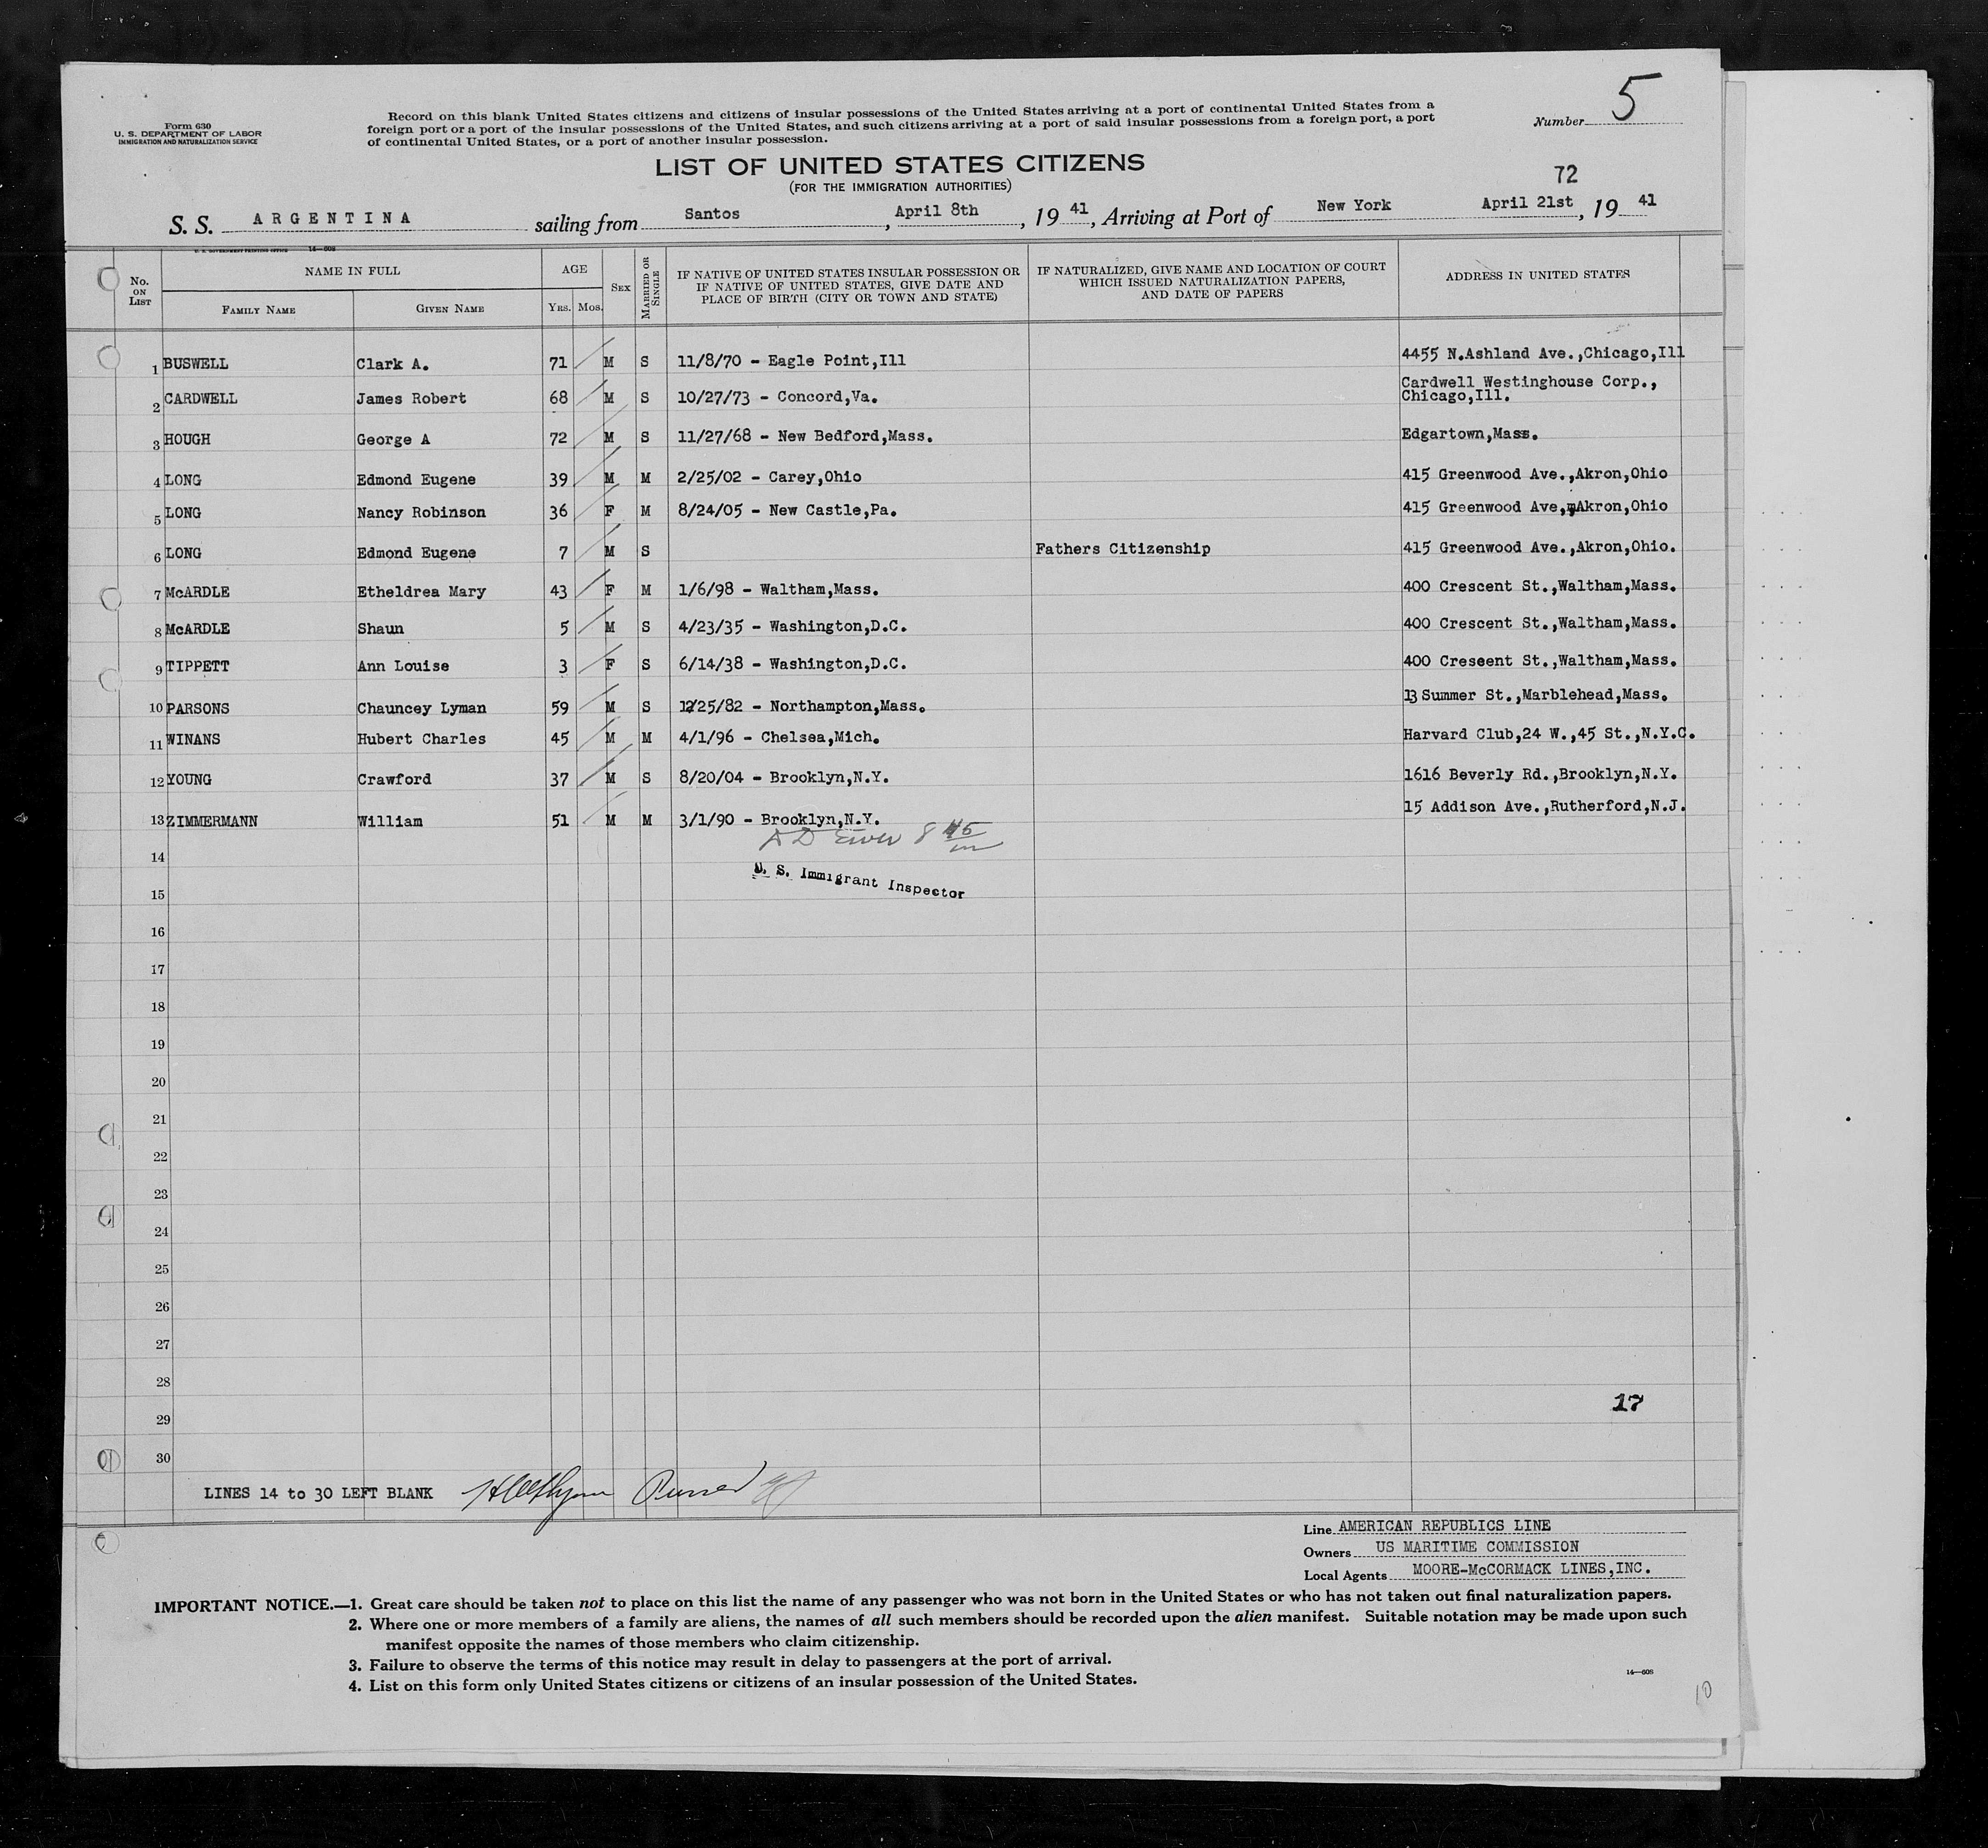 Form 630
U. S. DEPARTMENT OF LABOR
IMMIGRATION AND NATURALIZATION SERVICE
Record on this blank United States citizens and citizens of insular possessions of the United States arriving at a port of continental United States from a
foreign port or a port of the insular possessions of the United States, and such citizens arriving at a port of said insular possessions from a foreign port, a port
of continental United States, or a port of another insular possession.
Number 5
LIST OF UNITED STATES CITIZENS
(FOR THE IMMIGRATION AUTHORITIES)
72
S. S. ARGENTINA sailing from Santos, April 8th, 19 41, Arriving at Port of New York April 21st, 19 41
U. S. GOVERNMENT PRINTING OFFICE 14—608
No. ON LIST
NAME IN FULL
FAMILY NAME
GIVEN NAME
AGE
YRS. MOS.
SEX
MARRIED OR SINGLE
IF NATIVE OF UNITED STATES INSULAR POSSESSION OR
IF NATIVE OF UNITED STATES, GIVE DATE AND
PLACE OF BIRTH (CITY OR TOWN AND STATE)
IF NATURALIZED, GIVE NAME AND LOCATION OF COURT
WHICH ISSUED NATURALIZATION PAPERS,
AND DATE OF PAPERS
ADDRESS IN UNITED STATES
1 BUSWELL Clark A. 71 M S 11/8/70 - Eagle Point,Ill 4455 N.Ashland Ave.,Chicago,Ill
2 CARDWELL James Robert 68 M S 10/27/73 - Concord,Va. Cardwell Westinghouse Corp.,
Chicago,Ill.
3 HOUGH George A 72 M S 11/27/68 - New Bedford,Mass. Edgartown,Mass.
4 LONG Edmond Eugene 39 M M 2/25/02 - Carey,Ohio 415 Greenwood Ave.,Akron,Ohio
5 LONG Nancy Robinson 36 F M 8/24/05 - New Castle,Pa. 415 Greenwood Ave,,Akron,Ohio
6 LONG Edmond Eugene 7 M S Fathers Citizenship 415 Greenwood Ave.,Akron,Ohio.
7 McARDLE Etheldrea Mary 43 F M 1/6/98 - Waltham,Mass. 400 Crescent St.,Waltham,Mass.
8 McARDLE Shaun 5 M S 4/23/35 - Washington,D.C. 400 Crescent St.,Waltham,Mass.
9 TIPPETT Ann Louise 3 F S 6/14/38 - Washington,D.C. 400 Creseent St.,Waltham,Mass.
10 PARSONS Chauncey Lyman 59 M S 12/25/82 - Northampton,Mass. 13 Summer St.,Marblehead,Mass.
11 WINANS Hubert Charles 45 M M 4/1/96 - Chelsea,Mich. Harvard Club,24 W.,45 St.,N.Y.C.
12 YOUNG Crawford 37 M S 8/20/04 - Brooklyn,N.Y. 1616 Beverly Rd.,Brooklyn,N.Y.
13 ZIMMERMANN William 51 M M 3/1/90 - Brooklyn,N.Y. 15 Addison Ave.,Rutherford,N.J.
14
U. S. Immigrant Inspector
15
16
17
18
19
20
21
22
23
24
25
26
27
28
17
29
30
LINES 14 to 30 LEFT BLANK Purser
Line AMERICAN REPUBLICS LINE
Owners US MARITIME COMMISSION
Local Agents MOORE-McCORMACK LINES,INC.
IMPORTANT NOTICE.—1. Great care should be taken not to place on this list the name of any passenger who was not born in the United States or who has not taken out final naturalization papers.
2. Where one or more members of a family are aliens, the names of all such members should be recorded upon the alien manifest. Suitable notation may be made upon such
manifest opposite the names of those members who claim citizenship.
3. Failure to observe the terms of this notice may result in delay to passengers at the port of arrival.
4. List on this form only United States citizens or citizens of an insular possession of the United States.
14—608
10